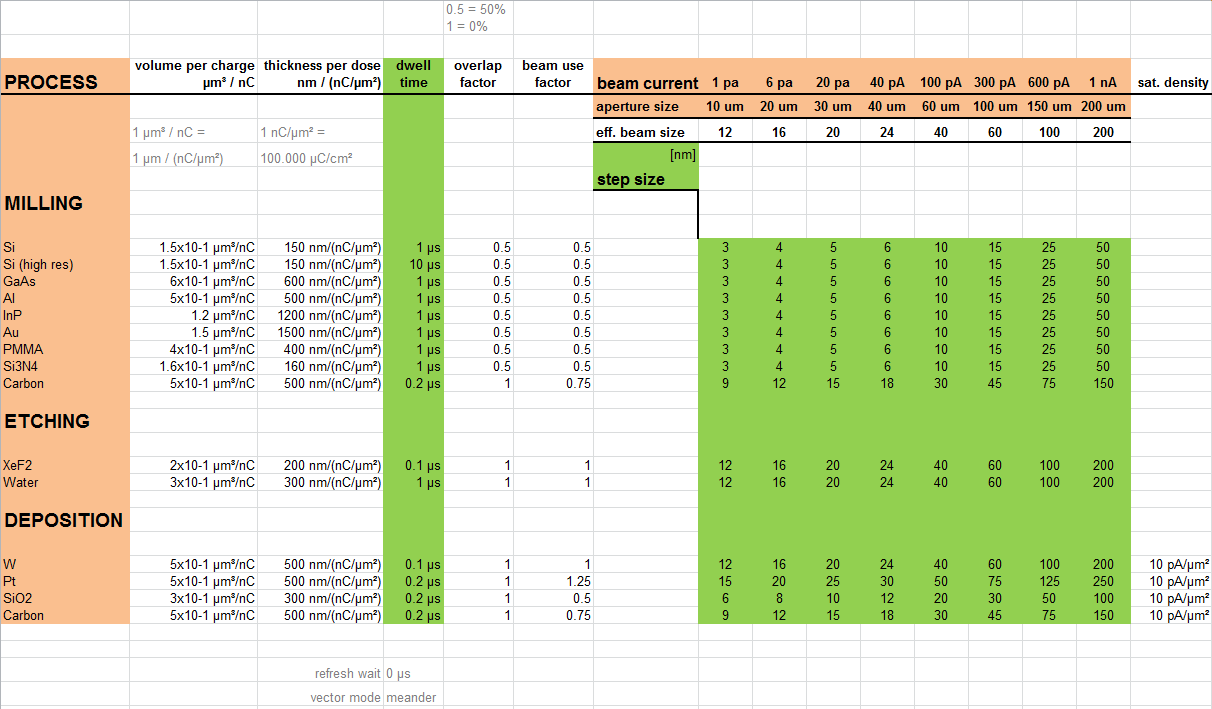 0.5 = 50%
1 = 0%
PROCESS volume per charge µm³ / nC thickness per dose nm / (nC/µm²) dwell time overlap factor beam use factor beam current 1 pa 6 pa 20 pa 40 pA 100 pA 300 pA 600 pA 1 nA sat. density
aperture size 10 um 20 um 30 um 40 um 60 um 100 um 150 um 200 um
1 µm³ / nC = 1 nC/µm² = eff. beam size 12 16 20 24 40 60 100 200
1 µm / (nC/µm²) 100.000 µC/cm² [nm]
step size
MILLING
Si 1.5x10-1 µm³/nC 150 nm/(nC/µm²) 1 µs 0.5 0.5 3 4 5 6 10 15 25 50
Si (high res) 1.5x10-1 µm³/nC 150 nm/(nC/µm²) 10 µs 0.5 0.5 3 4 5 6 10 15 25 50
GaAs 6x10-1 µm³/nC 600 nm/(nC/µm²) 1 µs 0.5 0.5 3 4 5 6 10 15 25 50
Al 5x10-1 µm³/nC 500 nm/(nC/µm²) 1 µs 0.5 0.5 3 4 5 6 10 15 25 50
InP 1.2 µm³/nC 1200 nm/(nC/µm²) 1 µs 0.5 0.5 3 4 5 6 10 15 25 50
Au 1.5 µm³/nC 1500 nm/(nC/µm²) 1 µs 0.5 0.5 3 4 5 6 10 15 25 50
PMMA 4x10-1 µm³/nC 400 nm/(nC/µm²) 1 µs 0.5 0.5 3 4 5 6 10 15 25 50
Si3N4 1.6x10-1 µm³/nC 160 nm/(nC/µm²) 1 µs 0.5 0.5 3 4 5 6 10 15 25 50
Carbon 5x10-1 µm³/nC 500 nm/(nC/µm²) 0.2 µs 1 0.75 9 12 15 18 30 45 75 150
ETCHING
XeF2 2x10-1 µm³/nC 200 nm/(nC/µm²) 0.1 µs 1 1 12 16 20 24 40 60 100 200
Water 3x10-1 µm³/nC 300 nm/(nC/µm²) 1 µs 1 1 12 16 20 24 40 60 100 200
DEPOSITION
W 5x10-1 µm³/nC 500 nm/(nC/µm²) 0.1 µs 1 1 12 16 20 24 40 60 100 200 10 pA/µm²
Pt 5x10-1 µm³/nC 500 nm/(nC/µm²) 0.2 µs 1 1.25 15 20 25 30 50 75 125 250 10 pA/µm²
SiO2 3x10-1 µm³/nC 300 nm/(nC/µm²) 0.2 µs 1 0.5 6 8 10 12 20 30 50 100 10 pA/µm²
Carbon 5x10-1 µm³/nC 500 nm/(nC/µm²) 0.2 µs 1 0.75 9 12 15 18 30 45 75 150 10 pA/µm²
refresh wait 0 µs
vector mode meander